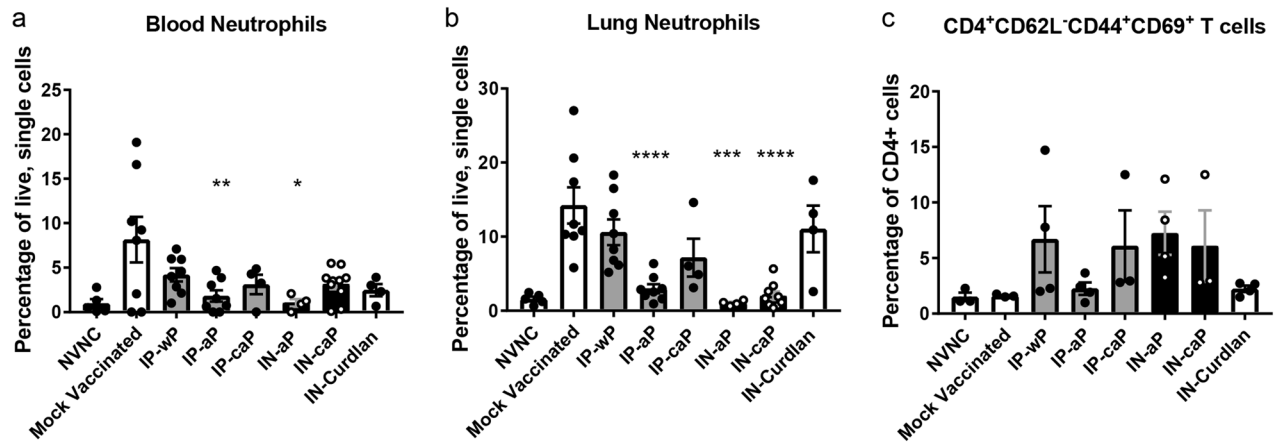 a
Blood Neutrophils
Percentage of live, single cells
25
20
15
10
5
0
**
*
NVNC
Mock Vaccinated
IP-wP
IP-aP
IP-caP
IN-aP
IN-caP
IN-Curdlan
b
Lung Neutrophils
Percentage of live, single cells
30
20
10
0
****
***
****
NVNC
Mock Vaccinated
IP-wP
IP-aP
IP-caP
IN-aP
IN-caP
IN-Curdlan
c
CD4⁺CD62L⁻CD44⁺CD69⁺ T cells
Percentage of CD4+ cells
20
15
10
5
0
NVNC
Mock Vaccinated
IP-wP
IP-aP
IP-caP
IN-aP
IN-caP
IN-Curdlan